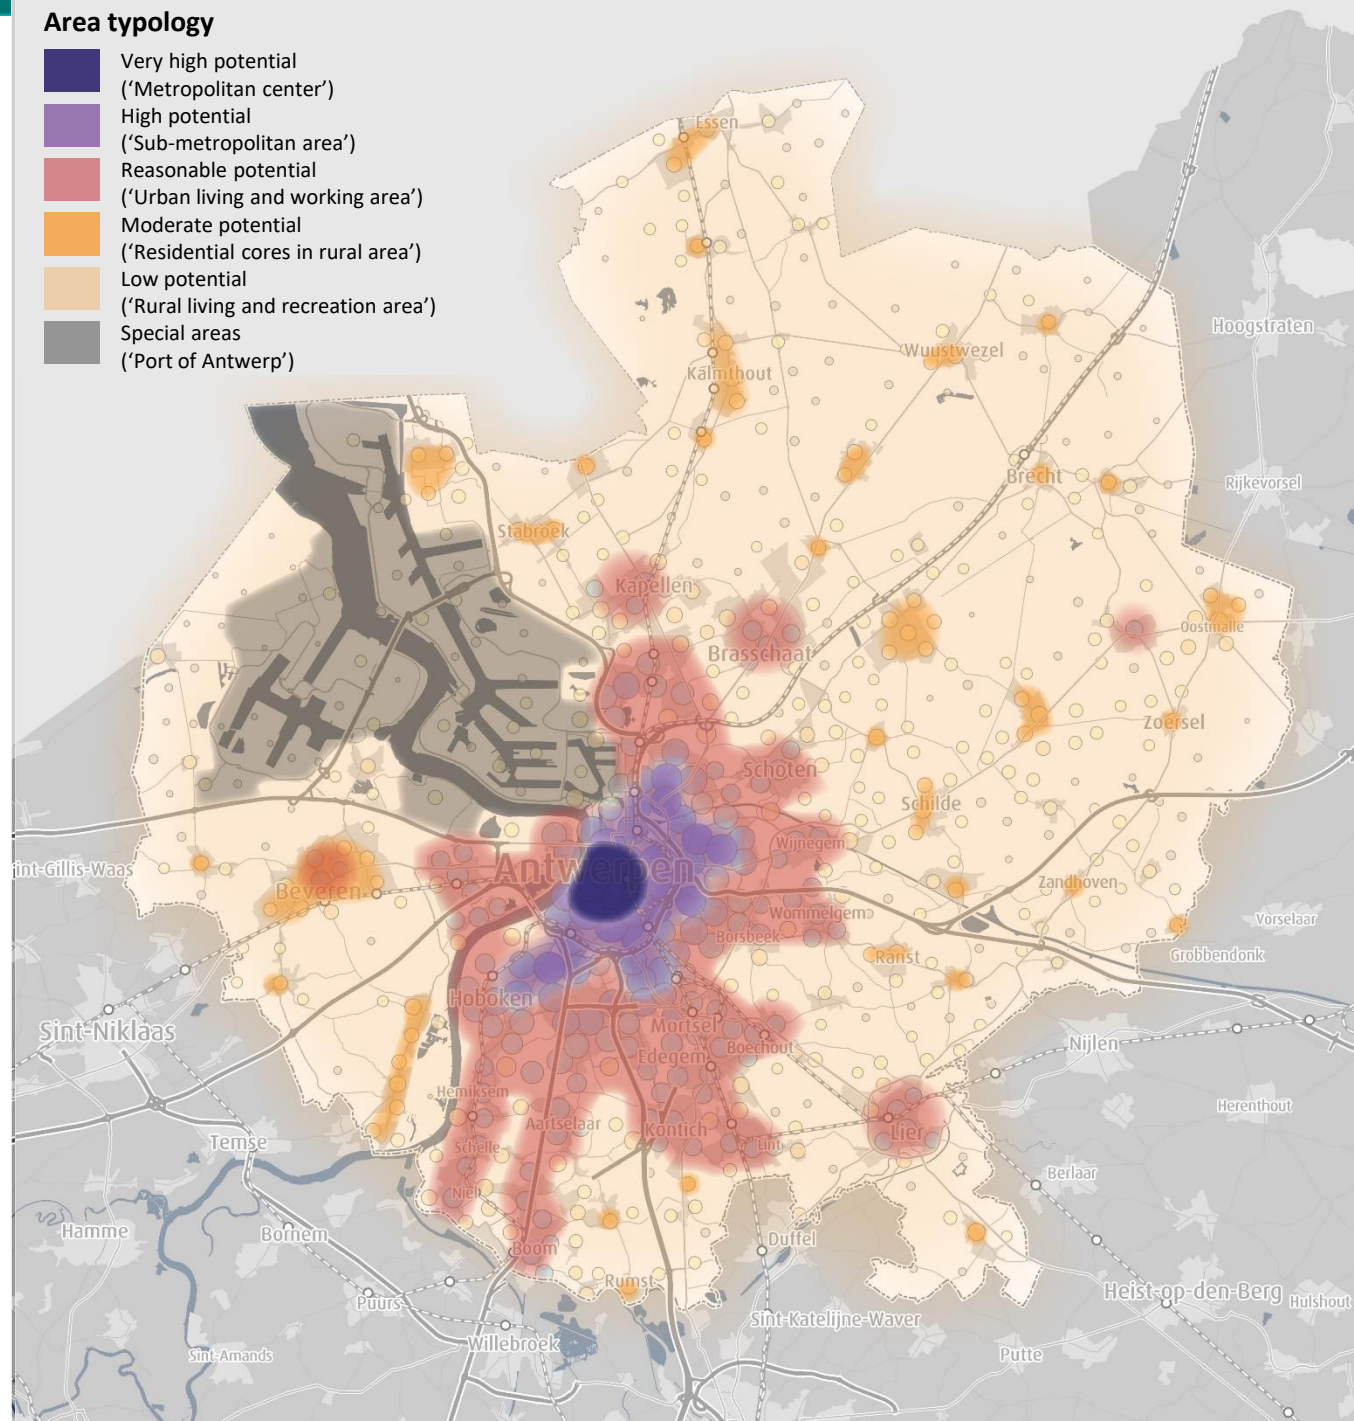 Area typology
Very high potential
(‘Metropolitan center’)
High potential
(‘Sub-metropolitan area’)
Reasonable potential
(‘Urban living and working area’)
Moderate potential
(‘Residential cores in rural area’)
Low potential
(‘Rural living and recreation area’)
Special areas
(‘Port of Antwerp’)
Essen
Hoogstraten
Wuustwezel
Kalmthout
Brecht
Rijkevorsel
Stabroek
Kapellen
Oostmalle
Brasschaat
Zoersel
Schoten
Schilde
Wijnegem
Antwerpen
int-Gillis-Waas
Beveren
Zandhoven
Wommelgem
Vorselaar
Borsbeek
Ranst
Grobbendonk
Hoboken
Sint-Niklaas
Mortsel
Nijlen
Boechout
Edegem
Hemiksem
Herenthout
Aartselaar
Kontich
Lier
Temse
Schelle
Lint
Berlaar
Niel
Hamme
Bornem
Duffel
Boom
Rumst
Heist-op-den-Berg
Puurs
Hulshout
Sint-Katelijne-Waver
Willebroek
Sint-Amands
Putte